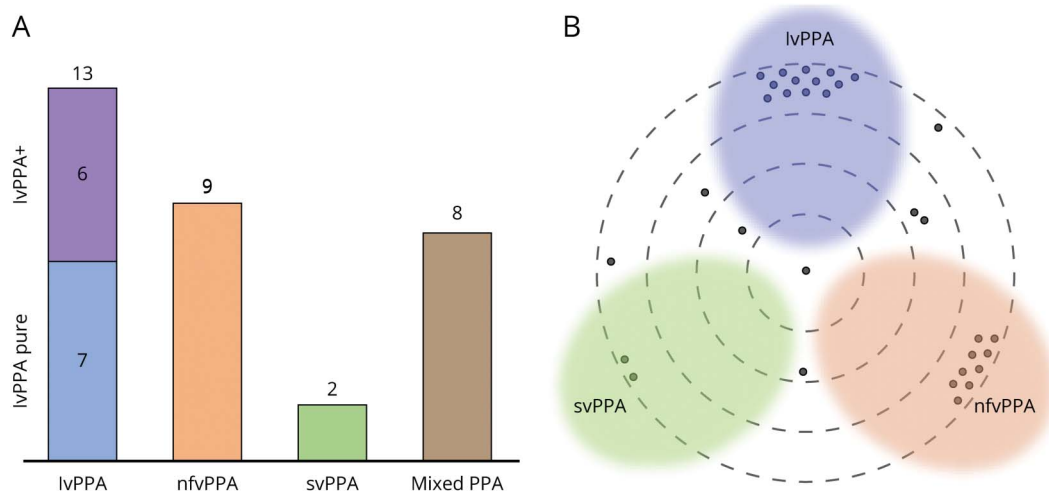 A
13
lvPPA+
6
9
8
lvPPA pure
7
2
lvPPA
nfvPPA
svPPA
Mixed PPA
B
lvPPA
svPPA
nfvPPA